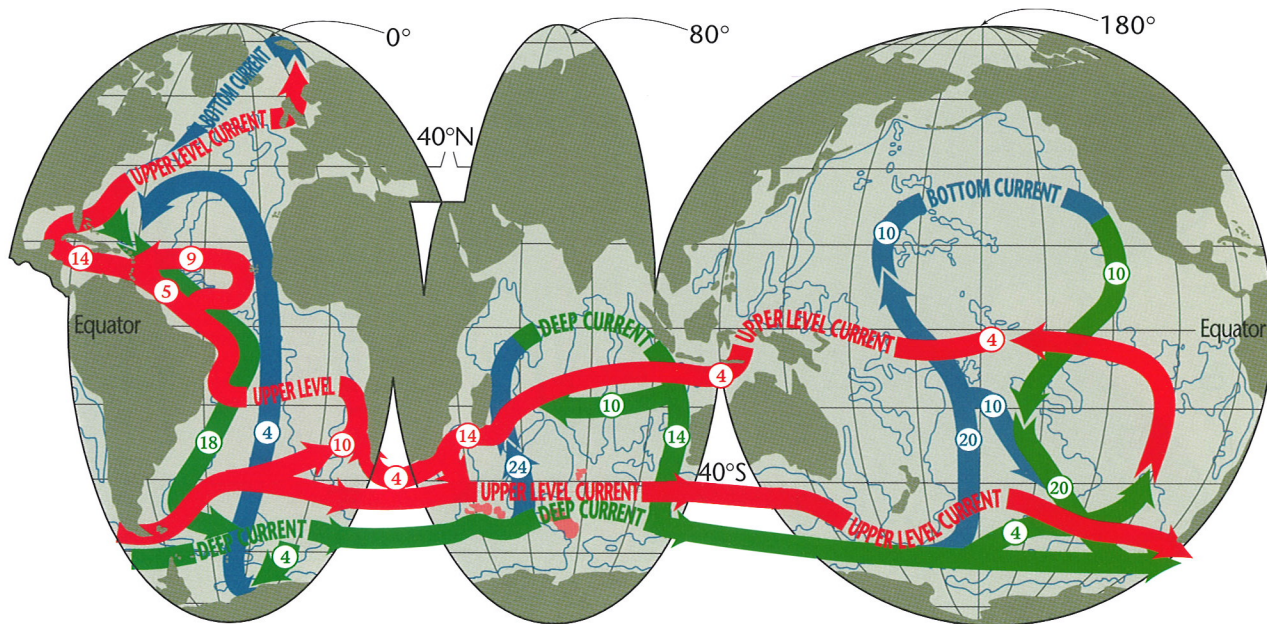 0°
80°
180°
BOTTOM CURRENT
UPPER LEVEL CURRENT
40°N
BOTTOM CURRENT
10
10
14
9
5
Equator
DEEP CURRENT
UPPER LEVEL CURRENT
4
Equator
4
UPPER LEVEL
10
10
18
4
10
14
14
20
4
24
40°S
UPPER LEVEL CURRENT
20
DEEP CURRENT
UPPER LEVEL CURRENT
DEEP CURRENT
4
4